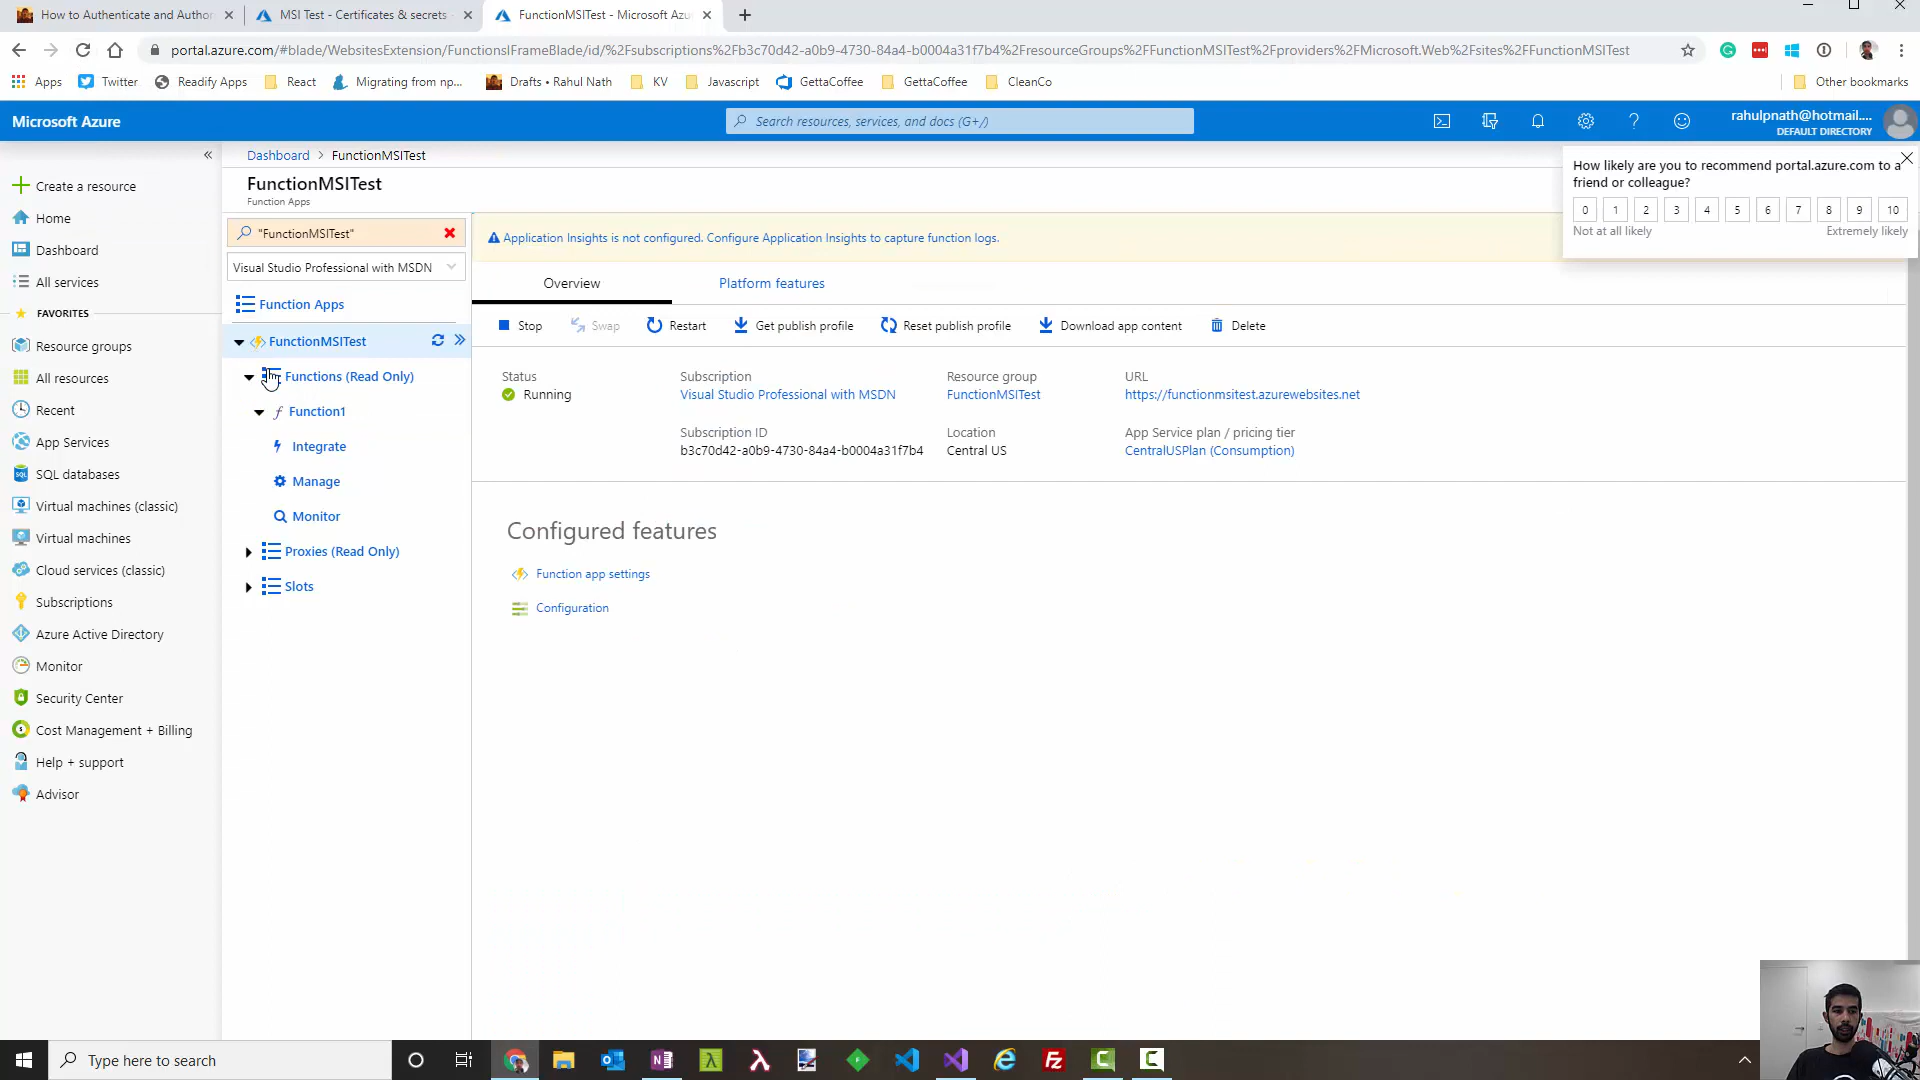 How to Authenticate and Author
MSI Test - Certificates & secrets
FunctionMSITest - Microsoft Azu
portal.azure.com/#blade/WebsitesExtension/FunctionsIFrameBlade/id/%2Fsubscriptions%2Fb3c70d42-a0b9-4730-84a4-b0004a31f7b4%2FresourceGroups%2FFunctionMSITest%2Fproviders%2FMicrosoft.Web%2Fsites%2FFunctionMSITest
Apps
Twitter
Readify Apps
React
Migrating from np...
Drafts • Rahul Nath
KV
Javascript
GettaCoffee
GettaCoffee
CleanCo
Other bookmarks
Microsoft Azure
Search resources, services, and docs (G+/)
rahulpnath@hotmail....
DEFAULT DIRECTORY
Create a resource
Home
Dashboard
All services
FAVORITES
Resource groups
All resources
Recent
App Services
SQL databases
Virtual machines (classic)
Virtual machines
Cloud services (classic)
Subscriptions
Azure Active Directory
Monitor
Security Center
Cost Management + Billing
Help + support
Advisor
Dashboard > FunctionMSITest
FunctionMSITest
Function Apps
"FunctionMSITest"
Visual Studio Professional with MSDN
Function Apps
FunctionMSITest
Functions (Read Only)
Function1
Integrate
Manage
Monitor
Proxies (Read Only)
Slots
Application Insights is not configured. Configure Application Insights to capture function logs.
Overview
Platform features
Stop
Swap
Restart
Get publish profile
Reset publish profile
Download app content
Delete
Status
Running
Subscription
Visual Studio Professional with MSDN
Resource group
FunctionMSITest
URL
https://functionmsitest.azurewebsites.net
Subscription ID
b3c70d42-a0b9-4730-84a4-b0004a31f7b4
Location
Central US
App Service plan / pricing tier
CentralUSPlan (Consumption)
Configured features
Function app settings
Configuration
How likely are you to recommend portal.azure.com to a
friend or colleague?
0 1 2 3 4 5 6 7 8 9 10
Not at all likely
Extremely likely
Type here to search